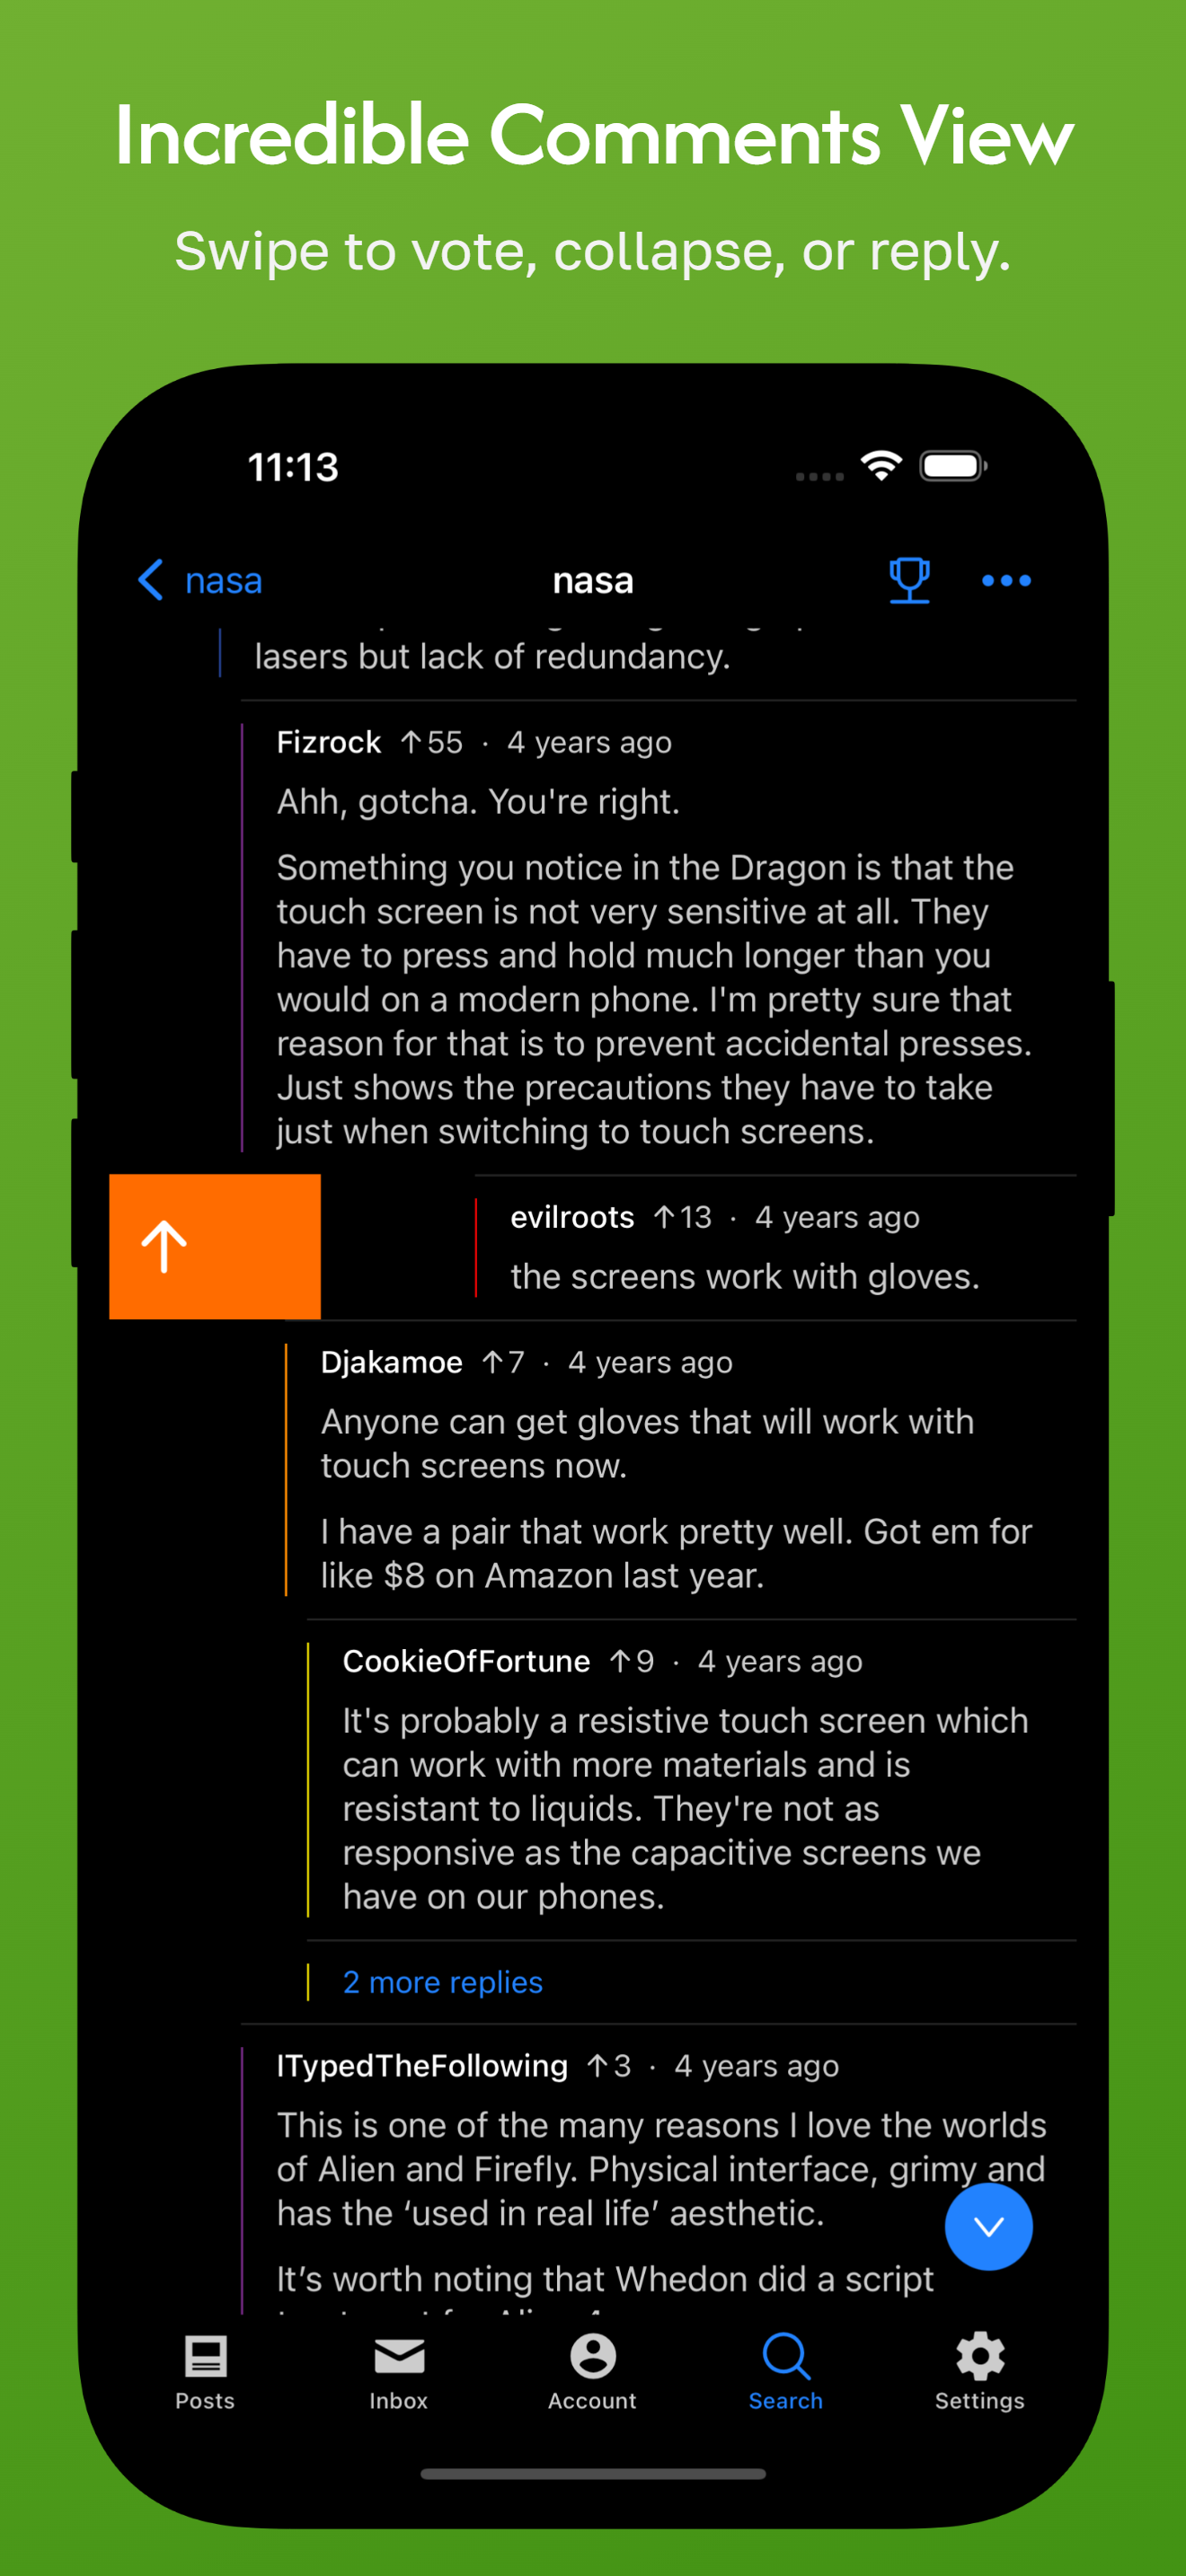 Incredible Comments View
Swipe to vote, collapse, or reply.
11:13
nasa
nasa
lasers but lack of redundancy.
Fizrock ↑55 · 4 years ago
Ahh, gotcha. You're right.
Something you notice in the Dragon is that the
touch screen is not very sensitive at all. They
have to press and hold much longer than you
would on a modern phone. I'm pretty sure that
reason for that is to prevent accidental presses.
Just shows the precautions they have to take
just when switching to touch screens.
evilroots ↑13 · 4 years ago
the screens work with gloves.
Djakamoe ↑7 · 4 years ago
Anyone can get gloves that will work with
touch screens now.
I have a pair that work pretty well. Got em for
like $8 on Amazon last year.
CookieOfFortune ↑9 · 4 years ago
It's probably a resistive touch screen which
can work with more materials and is
resistant to liquids. They're not as
responsive as the capacitive screens we
have on our phones.
2 more replies
ITypedTheFollowing ↑3 · 4 years ago
This is one of the many reasons I love the worlds
of Alien and Firefly. Physical interface, grimy and
has the ‘used in real life’ aesthetic.
It’s worth noting that Whedon did a script
Posts
Inbox
Account
Search
Settings